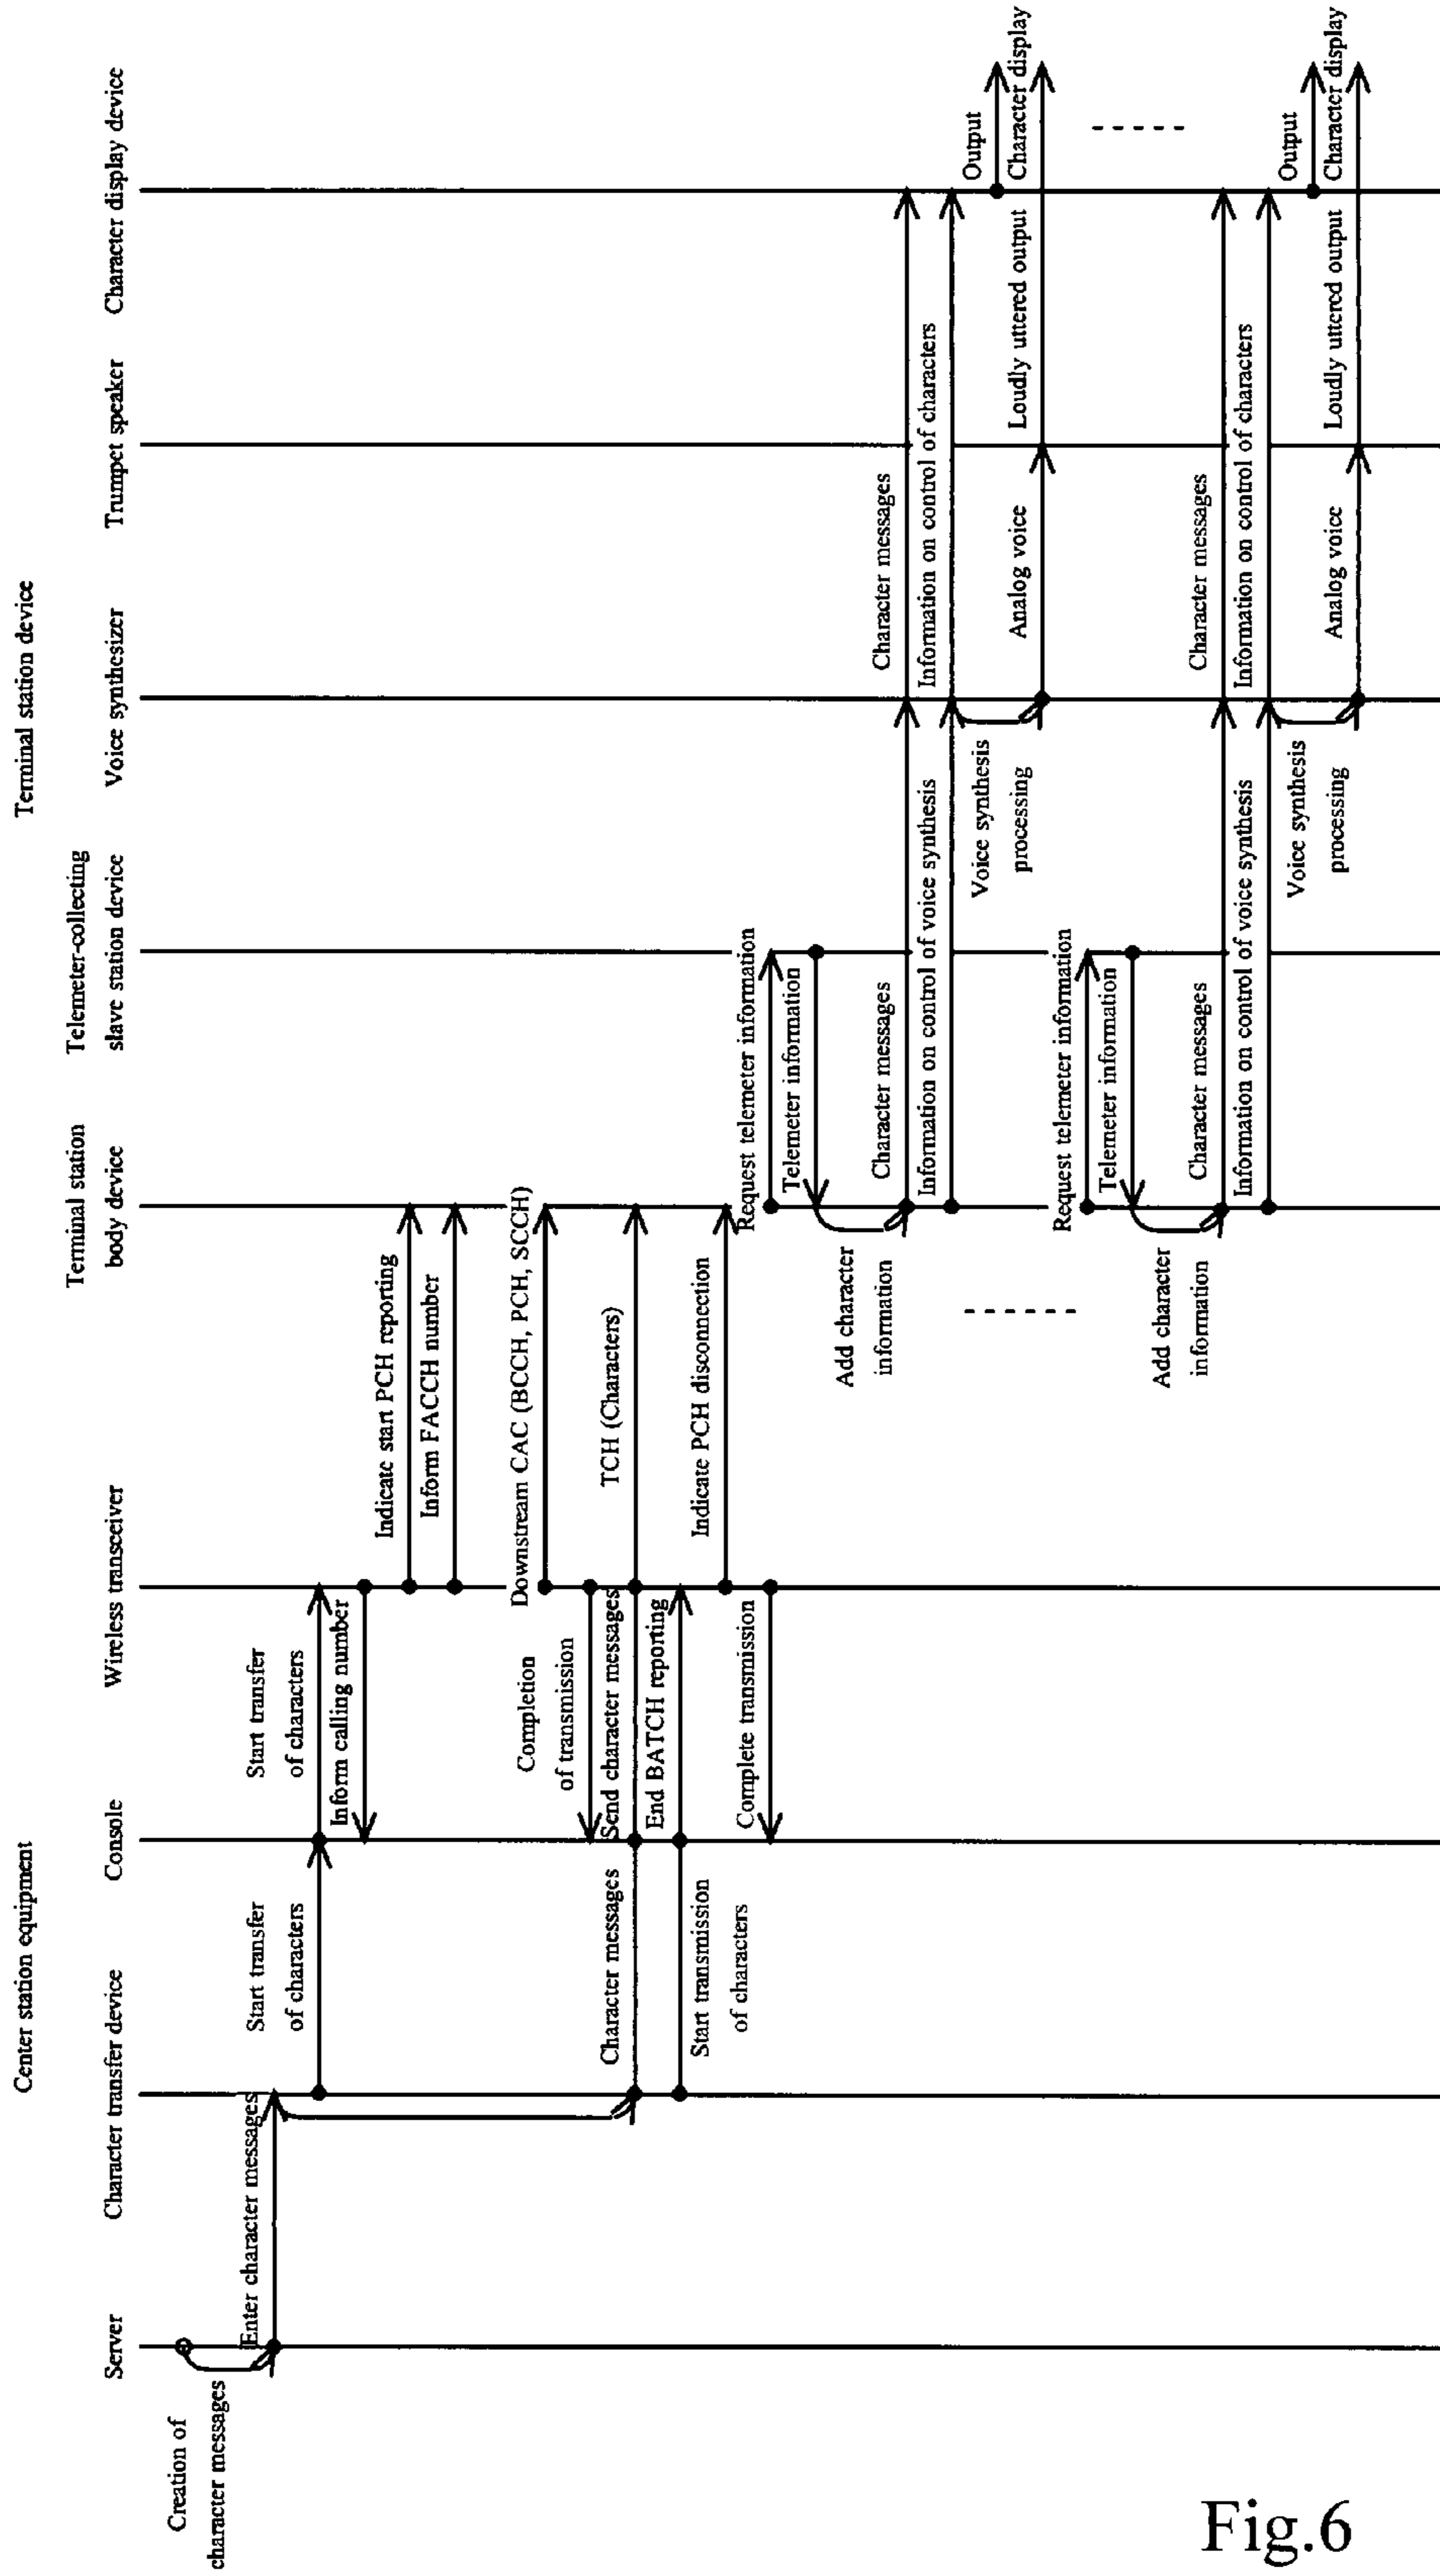 Center station equipment
Terminal station device
Server
Character transfer device
Console
Wireless transceiver
Terminal station
body device
Telemeter-collecting
slave station device
Voice synthesizer
Trumpet speaker
Character display device
Creation of
character messages
Enter character messages
Start transfer
of characters
Start transfer
of characters
Inform calling number
Indicate start PCH reporting
Inform FACCH number
Downstream CAC (BCCH, PCH, SCCH)
Completion
of transmission
Character messages
Send character messages
TCH (Characters)
End BATCH reporting
Start transmission
of characters
Indicate PCH disconnection
Complete transmission
Request telemeter information
Telemeter information
Add character
information
Character messages
Character messages
Information on control of voice synthesis
Information on control of characters
Voice synthesis
processing
Output
Analog voice
Loudly uttered output
Character display
Request telemeter information
Telemeter information
Add character
information
Character messages
Character messages
Information on control of voice synthesis
Information on control of characters
Voice synthesis
processing
Output
Analog voice
Loudly uttered output
Character display
Fig.6